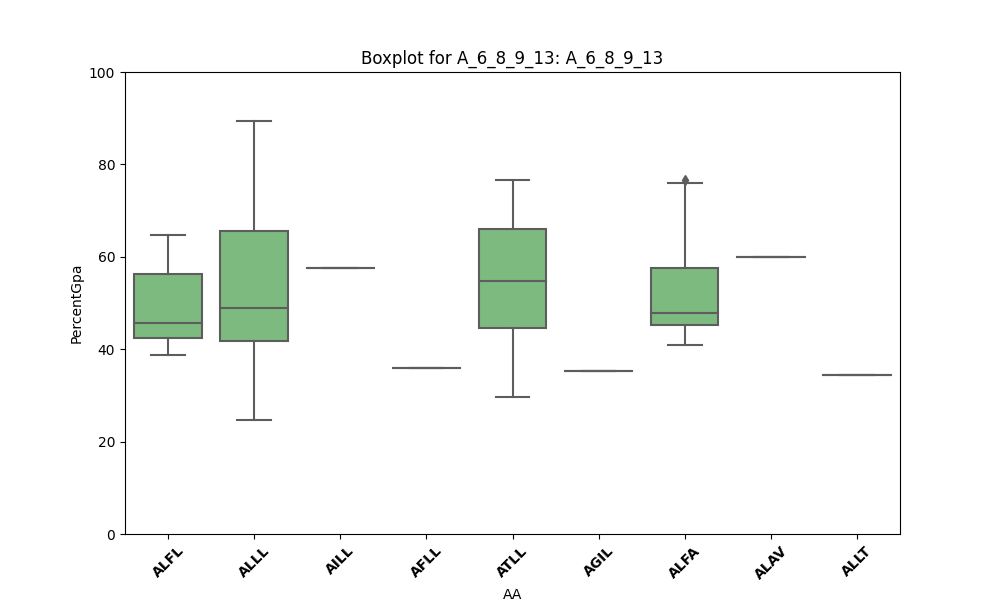 Boxplot for A_6_8_9_13: A_6_8_9_13
100
80
60
40
20
0
PercentGpa
ALFL
ALLL
AILL
AFLL
ATLL
AGIL
ALFA
ALAV
ALLT
AA